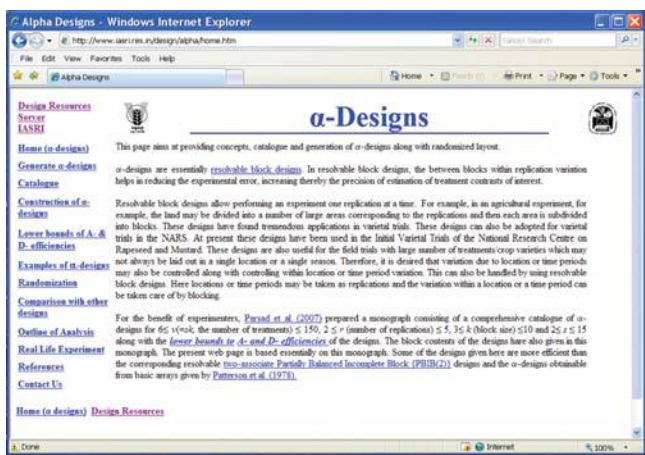 Alpha Designs - Windows Internet Explorer
http://www.iasri.res.in/design/alpha/home.htm
File Edit View Favorites Tools Help
Alpha Designs
Home Print Page Tools
Design Resources
Server
IASRI
Home (α-designs)
Generate α-designs
Catalogue
Construction of α-
designs
Lower bounds of A- &
D- efficiencies
Examples of α-designs
Randomization
Comparison with other
designs
Outline of Analysis
Real Life Experiment
References
Contact Us
α-Designs
This page aims at providing concepts, catalogue and generation of α-designs along with randomized layout.
α-designs are essentially resolvable block designs. In resolvable block designs, the between blocks within replication variation
helps in reducing the experimental error, increasing thereby the precision of estimation of treatment contrasts of interest.
Resolvable block designs allow performing an experiment one replication at a time. For example, in an agricultural experiment, for
example, the land may be divided into a number of large areas corresponding to the replications and then each area is subdivided
into blocks. These designs have found tremendous applications in varietal trials. These designs can also be adopted for varietal
trials in the NARS. At present these designs have been used in the Initial Varietal Trials of the National Research Centre on
Rapeseed and Mustard. These designs are also useful for the field trials with large number of treatments/crop varieties which may
not always be laid out in a single location or a single season. Therefore, it is desired that variation due to location or time periods
may also be controlled along with controlling within location or time period variation. This can also be handled by using resolvable
block designs. Here locations or time periods may be taken as replications and the variation within a location or a time period can
be taken care of by blocking.
For the benefit of experimenters, Parsad et al. (2007) prepared a monograph consisting of a comprehensive catalogue of α-
designs for 6≤ v(=sk, the number of treatments) ≤ 150, 2 ≤ r (number of replications) ≤ 5, 3≤ k (block size) ≤10 and 2≤ s ≤ 15
along with the lower bounds to A- and D- efficiencies of the designs. The block contents of the designs hare also given in this
monograph. The present web page is based essentially on this monograph. Some of the designs given here are more efficient than
the corresponding resolvable two-associate Partially Balanced Incomplete Block {PBIB(2)} designs and the α-designs obtainable
from basic arrays given by Patterson et al. (1978).
Home (α designs) Design Resources
Done
Internet
100%